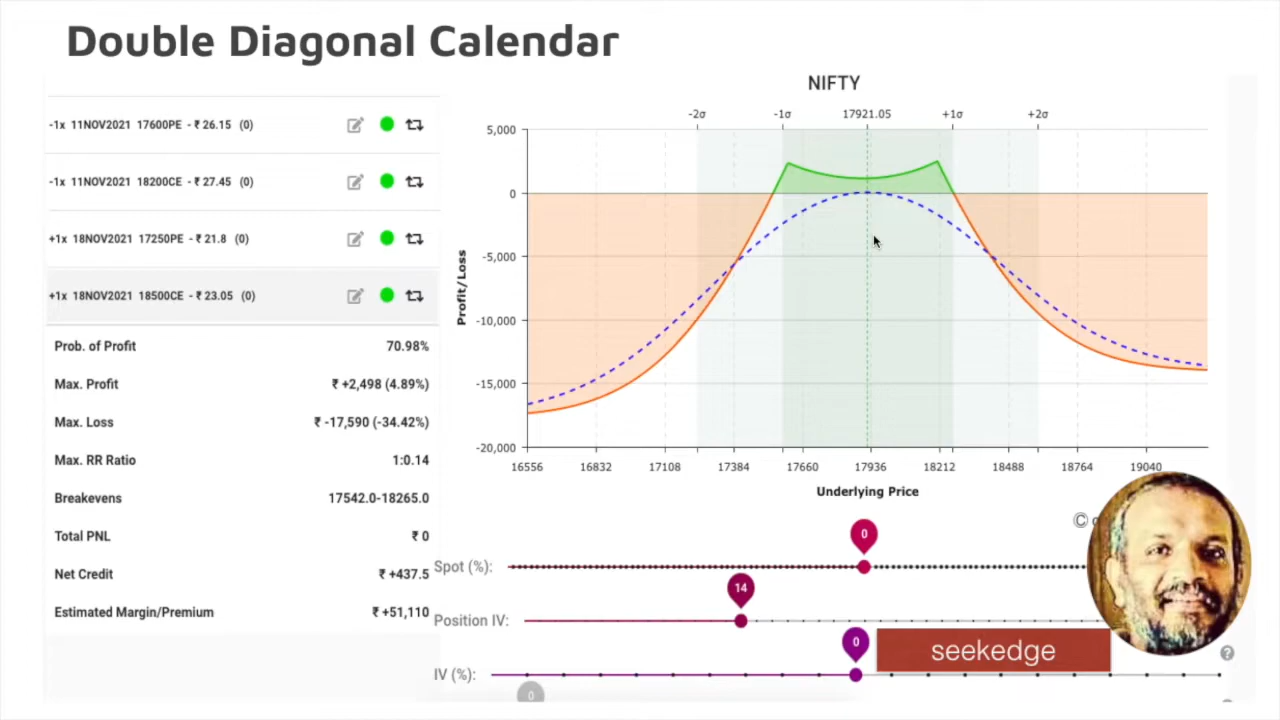 Double Diagonal Calendar
-1x 11NOV2021 17600PE - ₹ 26.15 (0)
-1x 11NOV2021 18200CE - ₹ 27.45 (0)
+1x 18NOV2021 17250PE - ₹ 21.8 (0)
+1x 18NOV2021 18500CE - ₹ 23.05 (0)
Prob. of Profit 70.98%
Max. Profit ₹ +2,498 (4.89%)
Max. Loss ₹ -17,590 (-34.42%)
Max. RR Ratio 1:0.14
Breakevens 17542.0-18265.0
Total PNL ₹ 0
Net Credit ₹ +437.5
Estimated Margin/Premium ₹ +51,110
NIFTY
-2σ -1σ 17921.05 +1σ +2σ
5,000
0
-5,000
-10,000
-15,000
-20,000
Profit/Loss
16556 16832 17108 17384 17660 17936 18212 18488 18764 19040
Underlying Price
©
0
Spot (%):
14
Position IV:
0
IV (%):
0
seekedge
?